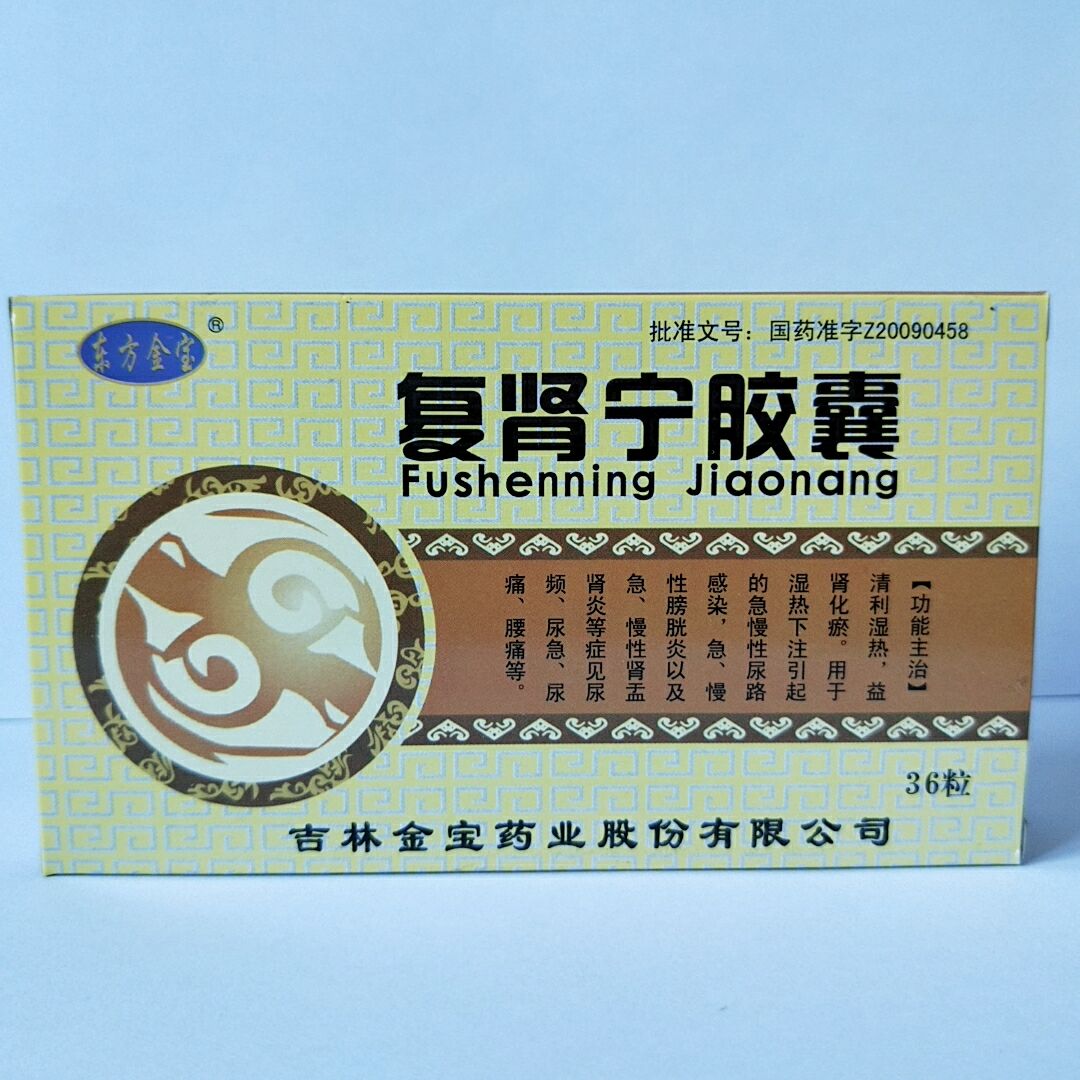 东方金宝®
批准文号：国药准字Z20090458
复肾宁胶囊
Fushenning Jiaonang
【功能主治】
清利湿热，益
肾化瘀。用于
湿热下注引起
的急慢性尿路
感染，急、慢
性膀胱炎以及
急、慢性肾盂
肾炎等症见尿
频、尿急、尿
痛、腰痛等。
36粒
吉林金宝药业股份有限公司